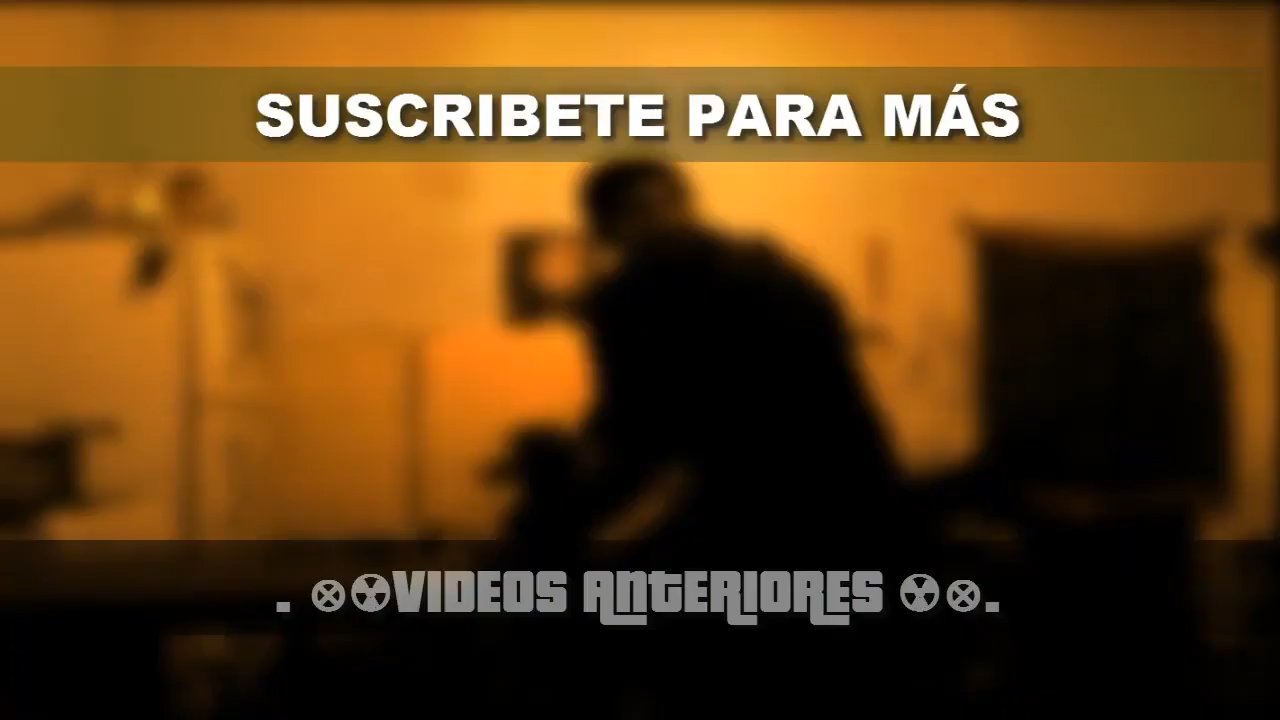 SUSCRIBETE PARA MÁS
. ⊗☢VIDEOS ANTERIORES ☢⊗.